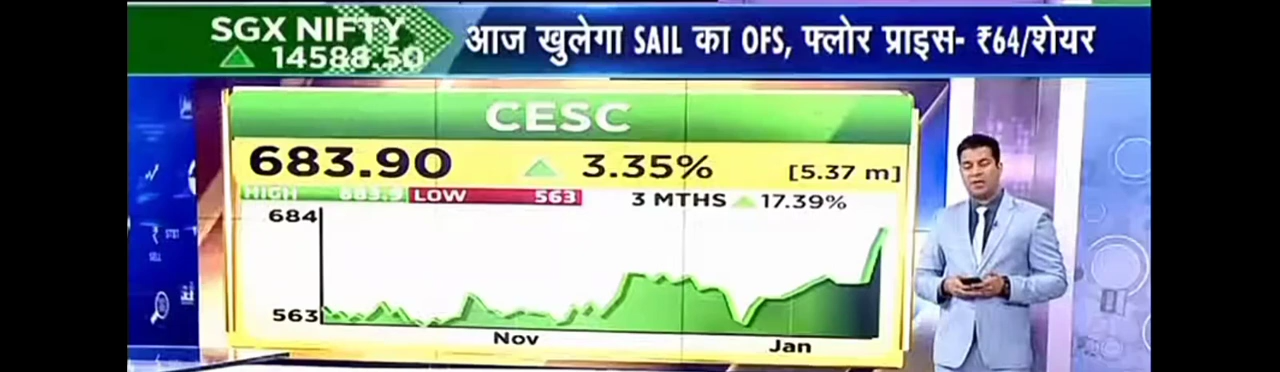 SGX NIFTY
14588.50
आज खुलेगा SAIL का OFS, फ्लोर प्राइस- ₹64/शेयर
CESC
683.90 3.35% [5.37 m]
HIGH 683.9 LOW 563 3 MTHS 17.39%
684
563
Nov Jan
SELL